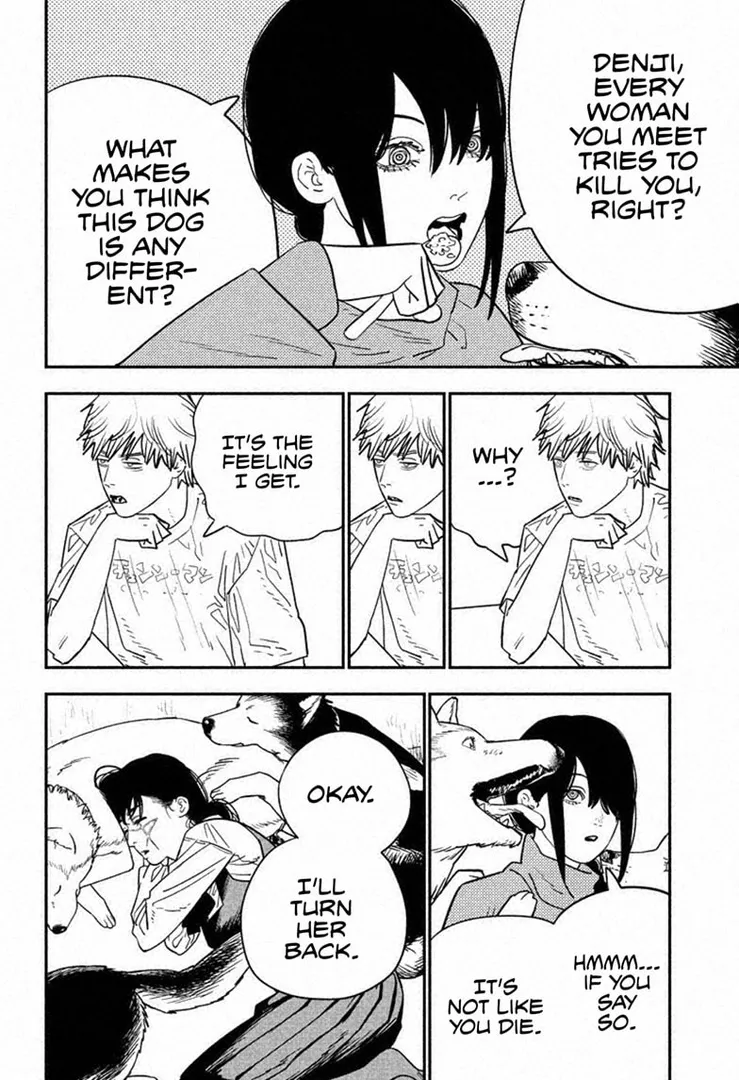 DENJI,
EVERY
WOMAN
YOU MEET
TRIES TO
KILL YOU,
RIGHT?
WHAT
MAKES
YOU THINK
THIS DOG
IS ANY
DIFFER-
ENT?
WHY
...?
IT'S THE
FEELING
I GET.
HMMM...
IF YOU
SAY
SO.
IT'S
NOT LIKE
YOU DIE.
OKAY.
I'LL
TURN
HER
BACK.